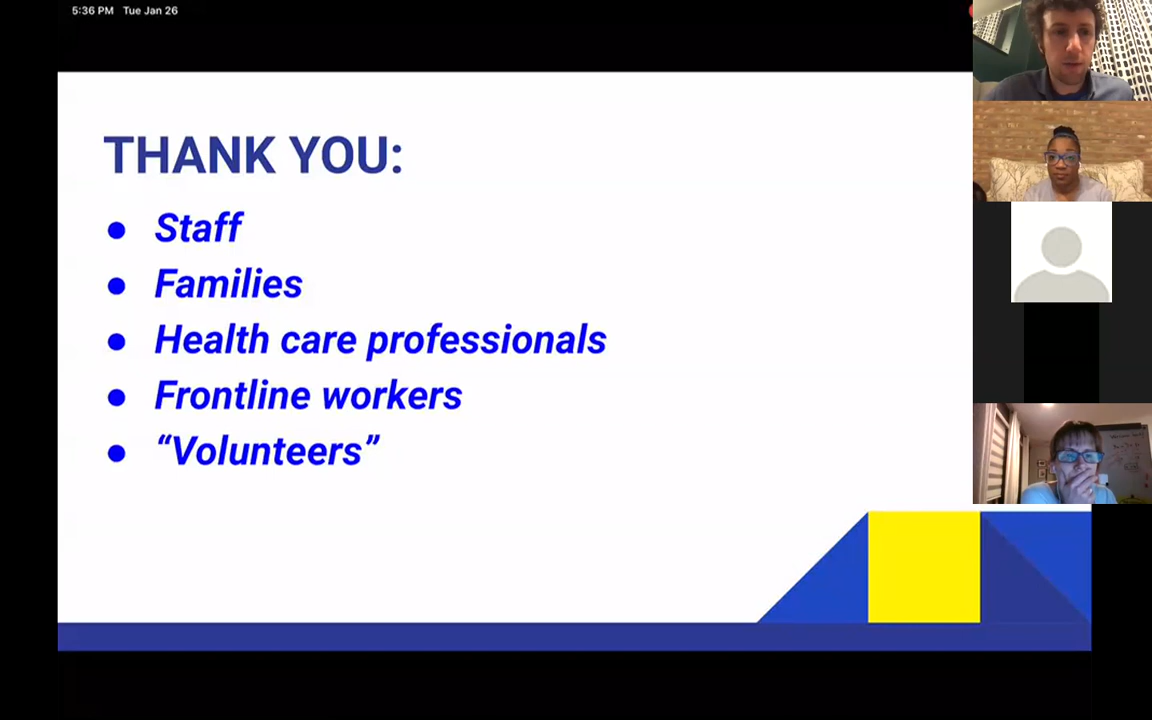 5:36 PM Tue Jan 26
THANK YOU:
● Staff
● Families
● Health care professionals
● Frontline workers
● “Volunteers”